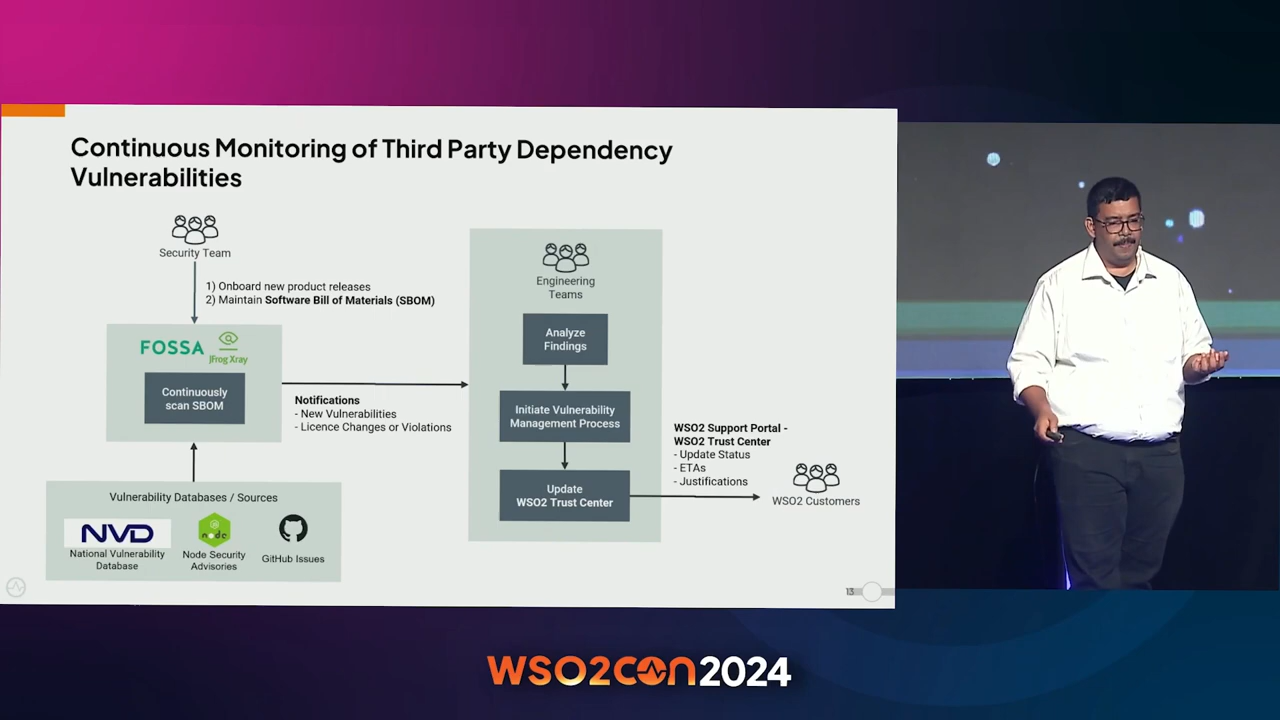 Continuous Monitoring of Third Party Dependency
Vulnerabilities
Security Team
1) Onboard new product releases
2) Maintain Software Bill of Materials (SBOM)
FOSSA
JFrog Xray
Continuously
scan SBOM
Notifications
- New Vulnerabilities
- Licence Changes or Violations
Vulnerability Databases / Sources
NVD
National Vulnerability
Database
node
Node Security
Advisories
GitHub Issues
Engineering
Teams
Analyze
Findings
Initiate Vulnerability
Management Process
Update
WSO2 Trust Center
WSO2 Support Portal -
WSO2 Trust Center
- Update Status
- ETAs
- Justifications
WSO2 Customers
13
WSO2CON2024